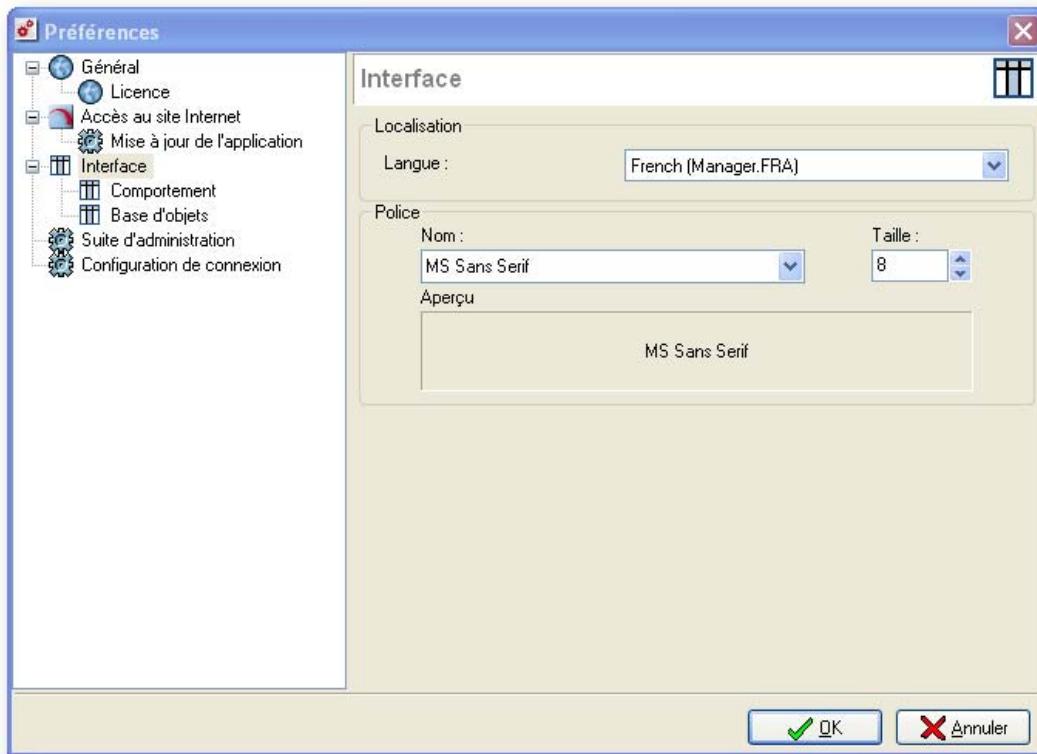 Préférences
Général
Licence
Accès au site Internet
Mise à jour de l'application
Interface
Comportement
Base d'objets
Suite d'administration
Configuration de connexion
Interface
Localisation
Langue :
French (Manager.FRA)
Police
Nom :
Taille :
MS Sans Serif
8
Aperçu
MS Sans Serif
OK
Annuler